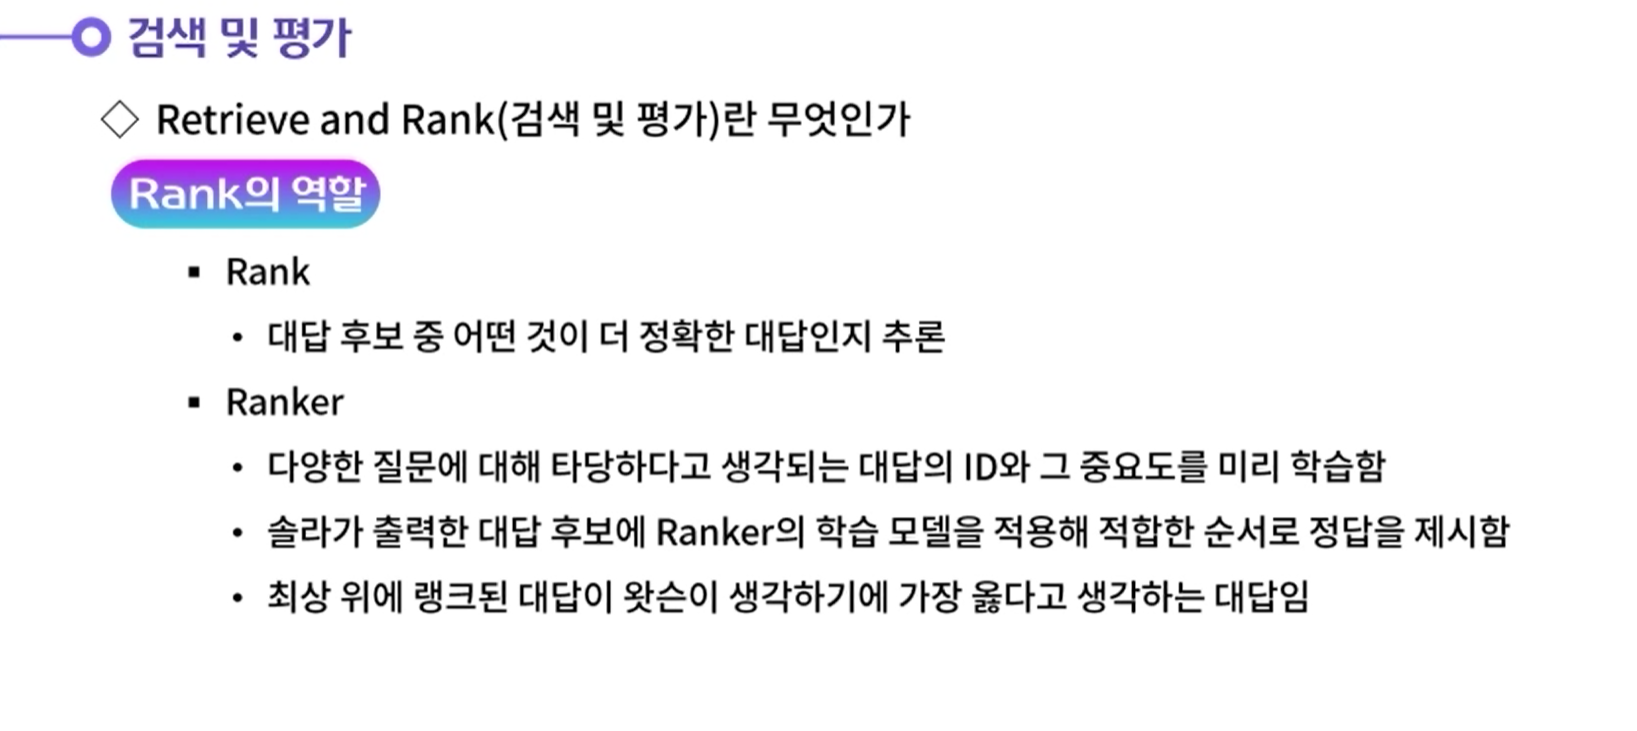 검색 및 평가
◇ Retrieve and Rank(검색 및 평가)란 무엇인가
Rank의 역할
▪ Rank
• 대답 후보 중 어떤 것이 더 정확한 대답인지 추론
▪ Ranker
• 다양한 질문에 대해 타당하다고 생각되는 대답의 ID와 그 중요도를 미리 학습함
• 솔라가 출력한 대답 후보에 Ranker의 학습 모델을 적용해 적합한 순서로 정답을 제시함
• 최상 위에 랭크된 대답이 왓슨이 생각하기에 가장 옳다고 생각하는 대답임